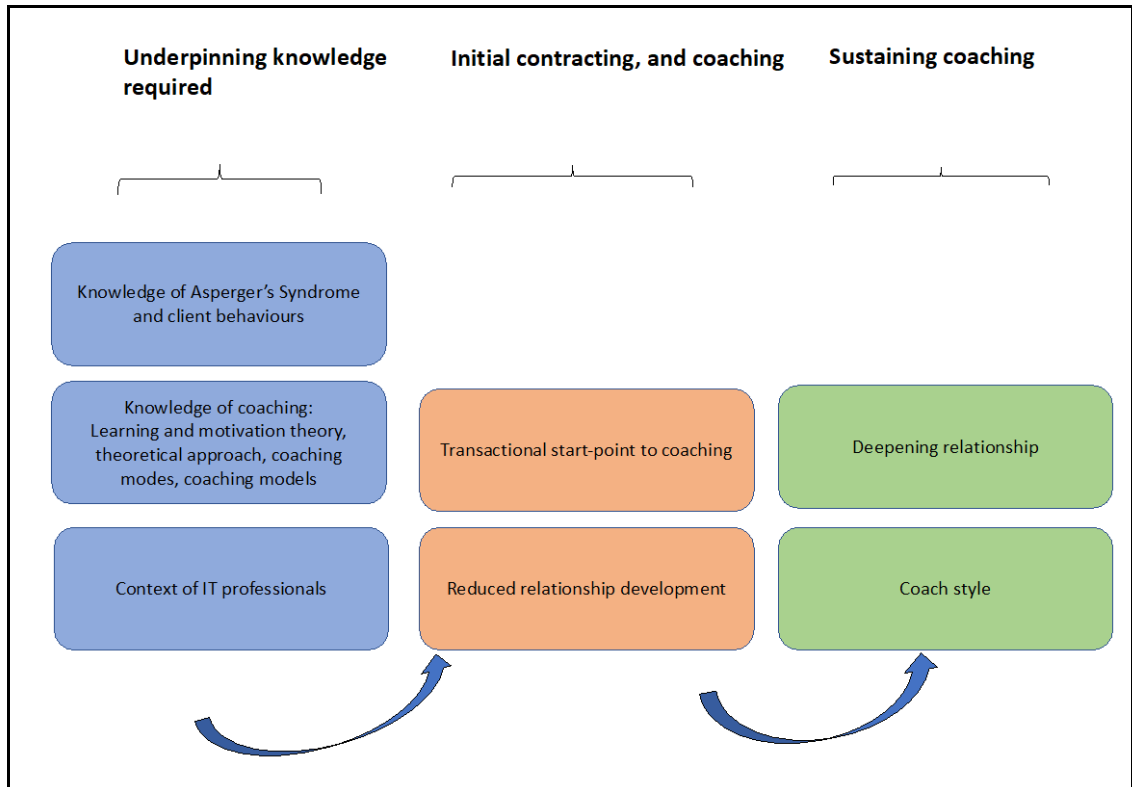 Underpinning knowledge
required
Initial contracting, and coaching
Sustaining coaching
Knowledge of Asperger’s Syndrome
and client behaviours
Knowledge of coaching:
Learning and motivation theory,
theoretical approach, coaching
modes, coaching models
Context of IT professionals
Transactional start-point to coaching
Reduced relationship development
Deepening relationship
Coach style